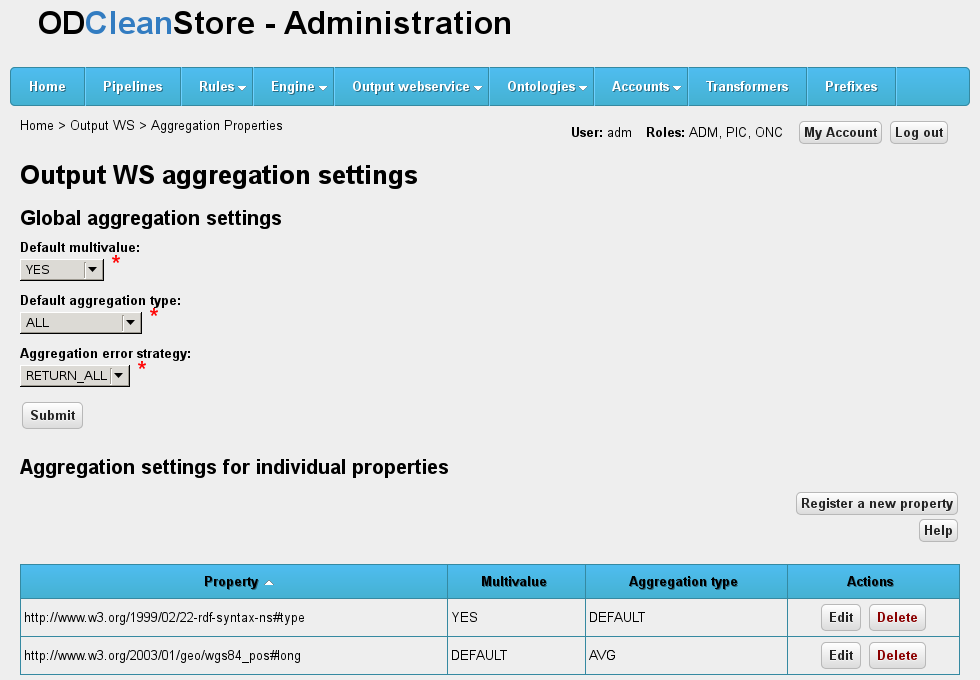 ODCleanStore - Administration
Home Pipelines Rules Engine Output webservice Ontologies Accounts Transformers Prefixes
Home > Output WS > Aggregation Properties
User: adm Roles: ADM, PIC, ONC My Account Log out
Output WS aggregation settings
Global aggregation settings
Default multivalue:
YES *
Default aggregation type:
ALL *
Aggregation error strategy:
RETURN_ALL *
Submit
Aggregation settings for individual properties
Register a new property
Help
Property Multivalue Aggregation type Actions
http://www.w3.org/1999/02/22-rdf-syntax-ns#type YES DEFAULT Edit Delete
http://www.w3.org/2003/01/geo/wgs84_pos#long DEFAULT AVG Edit Delete